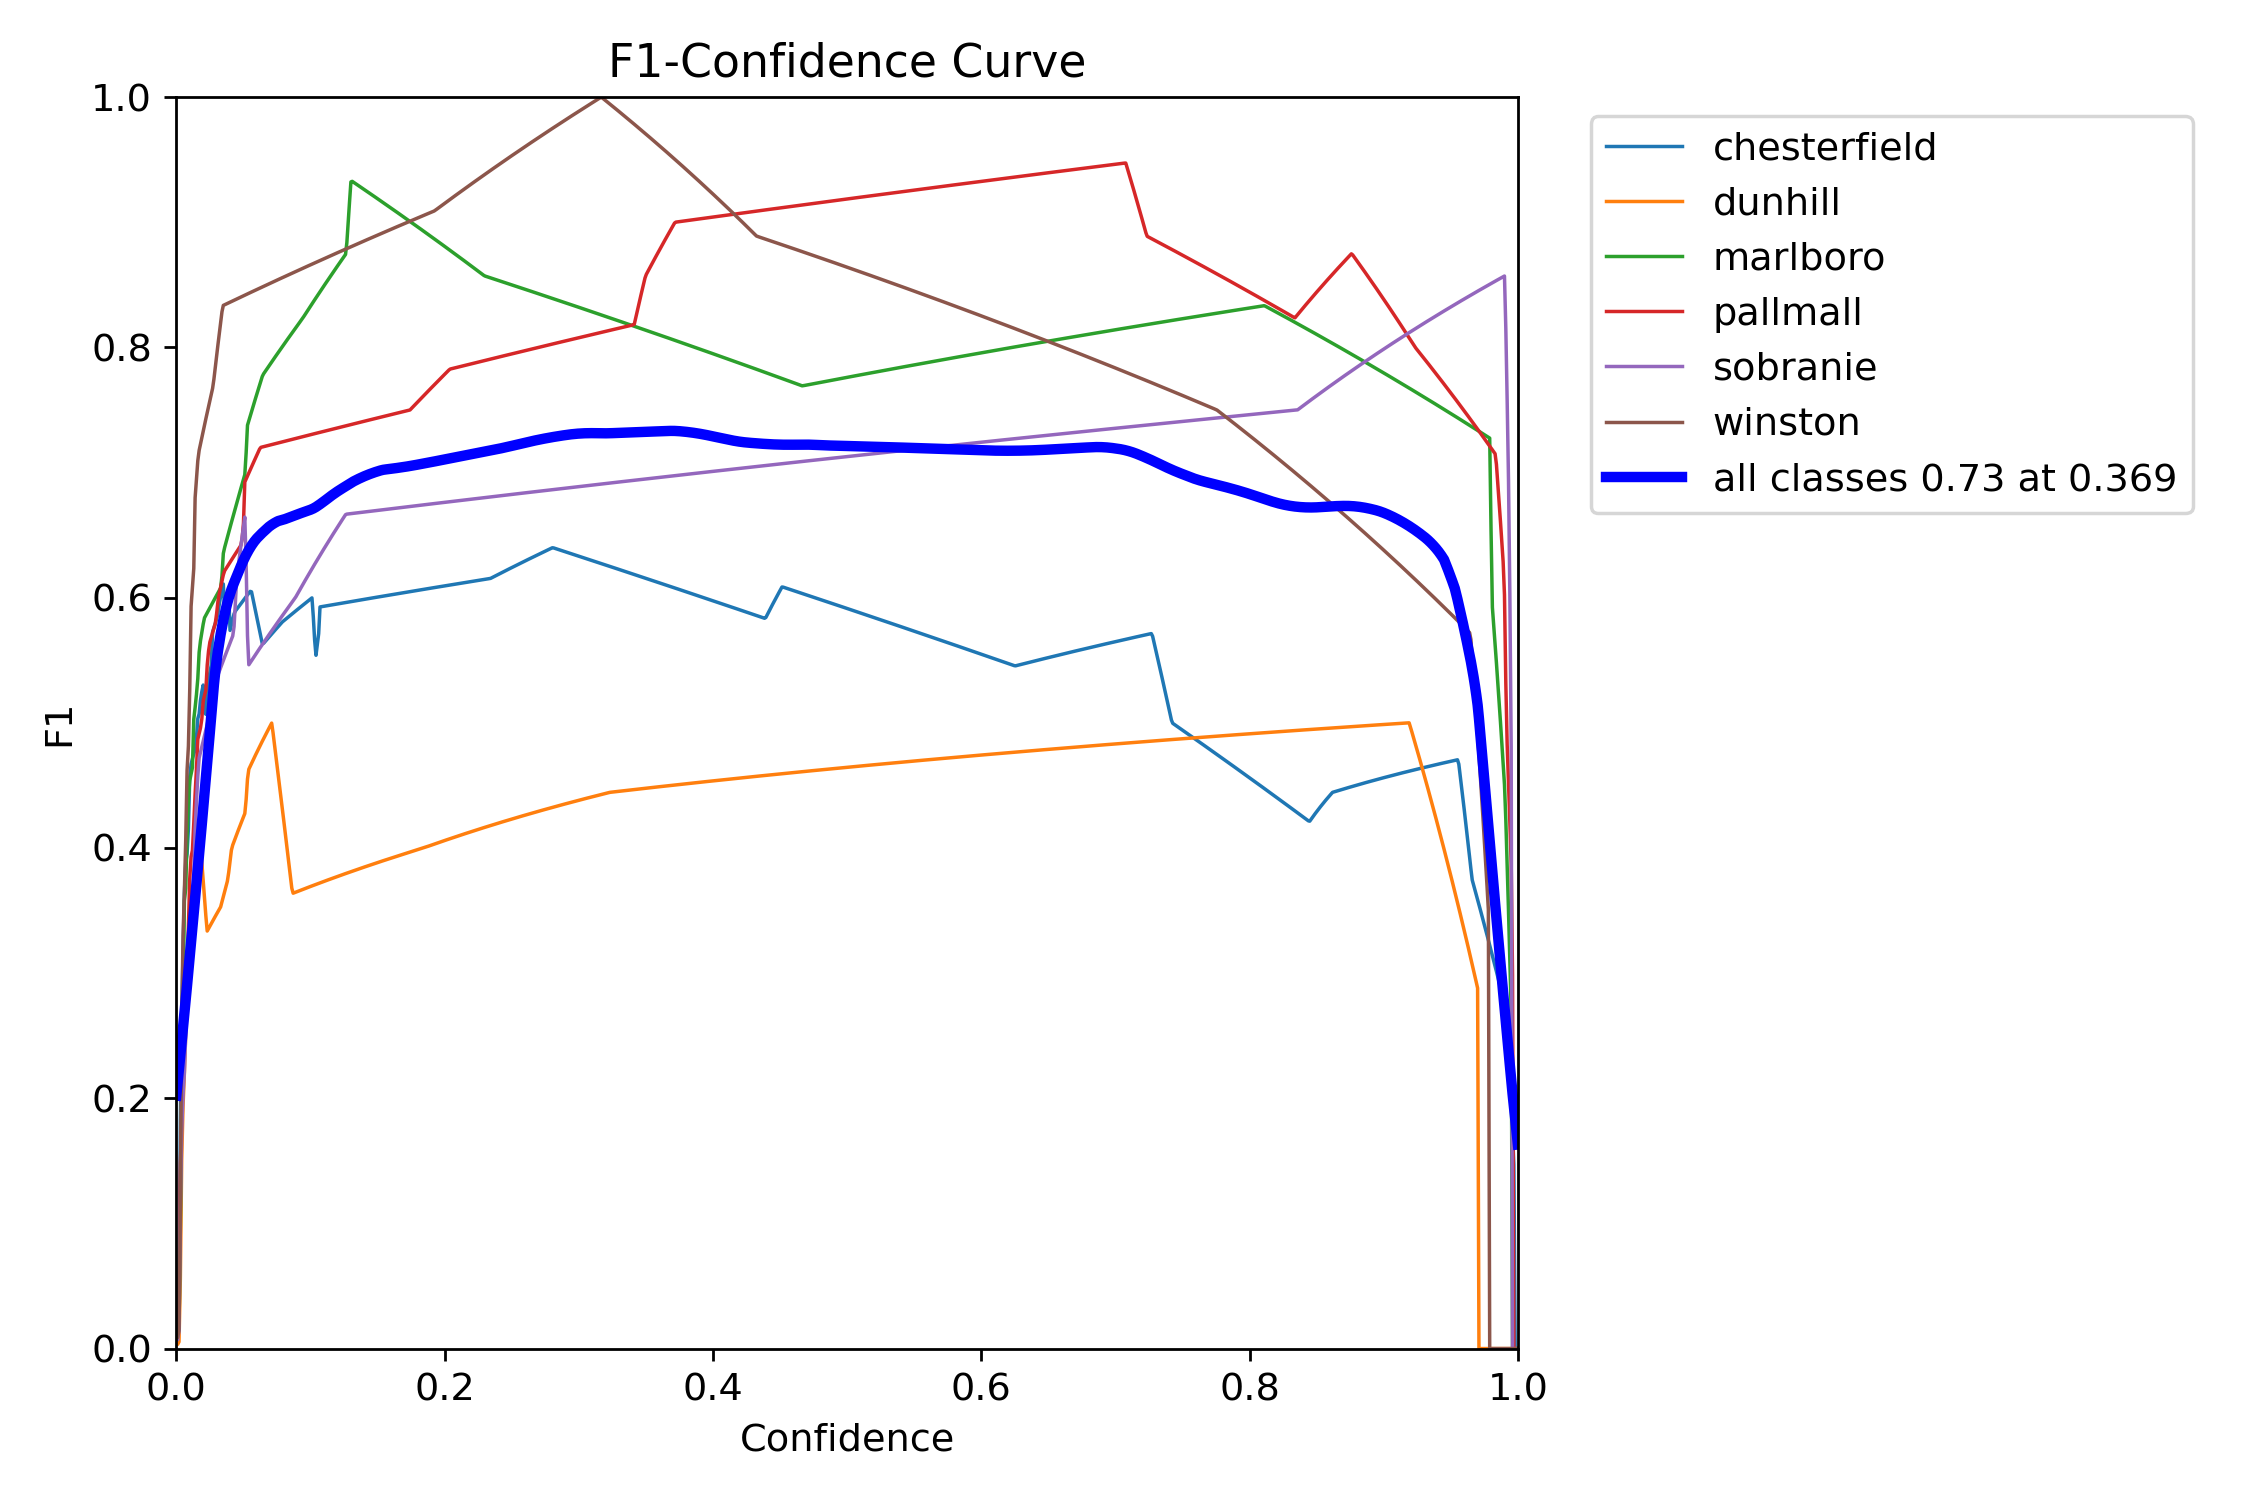 F1-Confidence Curve
1.0
0.8
0.6
0.4
0.2
0.0
F1
0.0 0.2 0.4 0.6 0.8 1.0
Confidence
chesterfield
dunhill
marlboro
pallmall
sobranie
winston
all classes 0.73 at 0.369